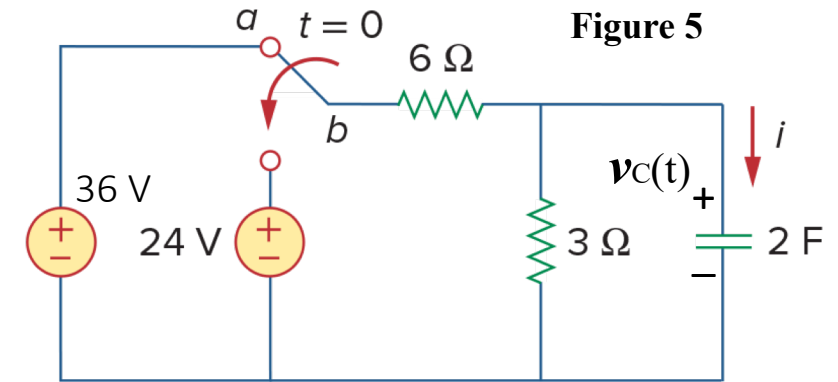 Figure 5
a t = 0
6 Ω
b
i
vC(t)
+
36 V
+
−
24 V
+
−
3 Ω
2 F
−